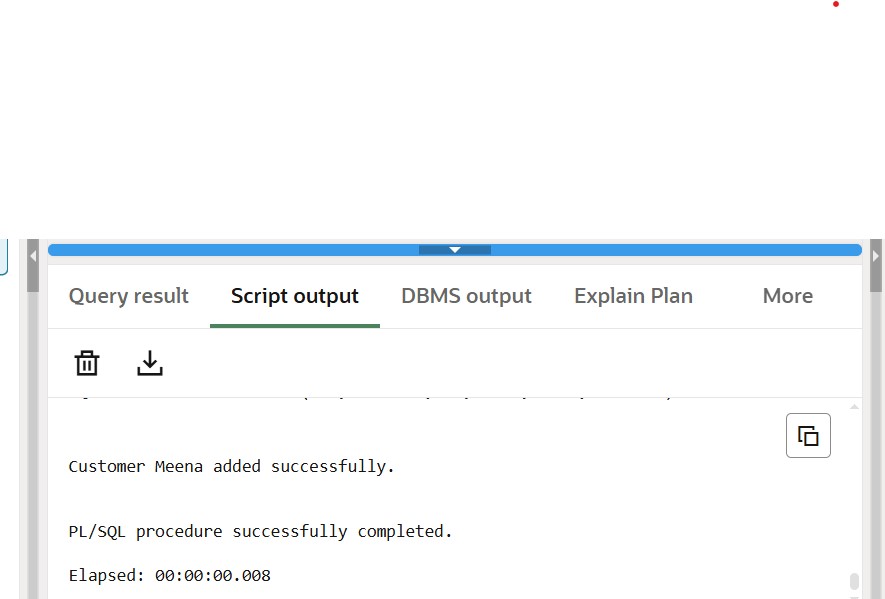 Query result Script output DBMS output Explain Plan More
Customer Meena added successfully.
PL/SQL procedure successfully completed.
Elapsed: 00:00:00.008